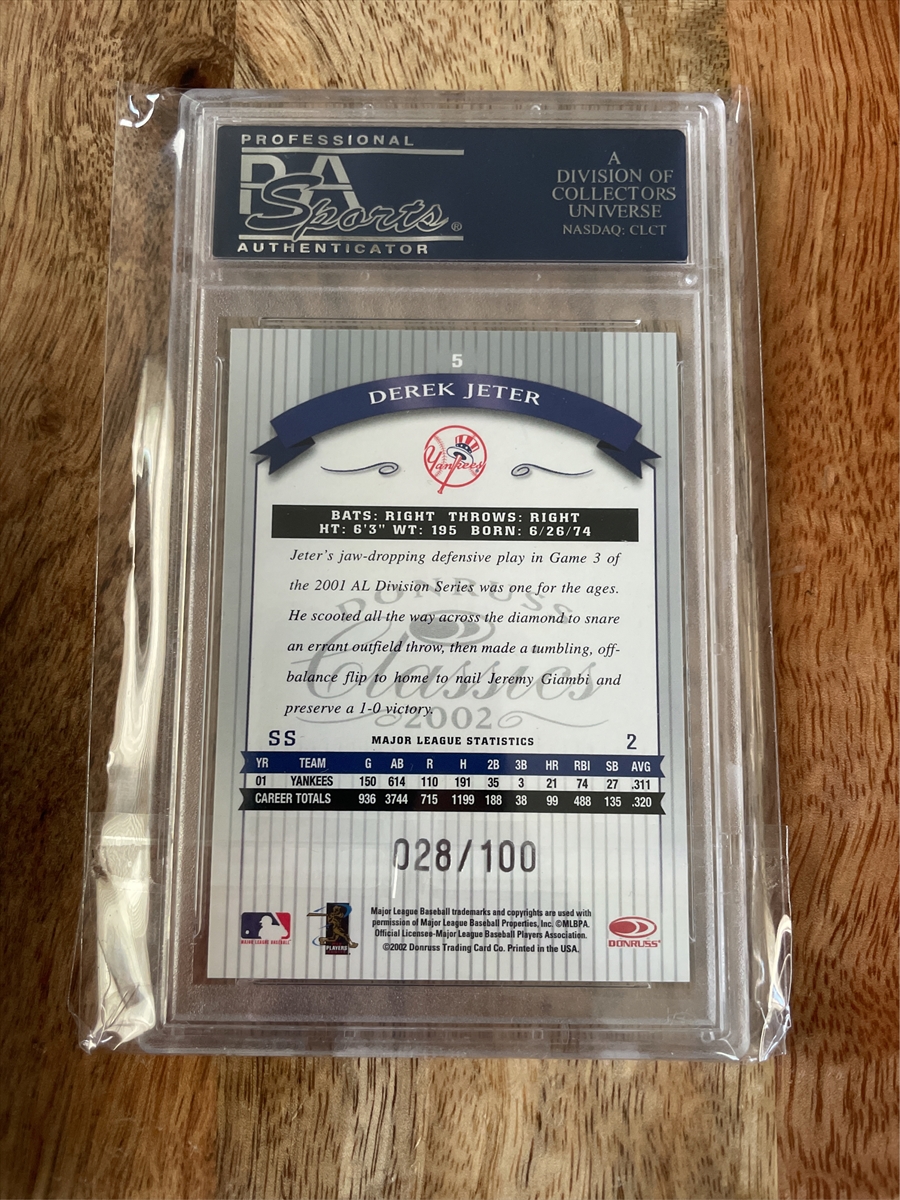 PROFESSIONAL
PSA
Sports®
AUTHENTICATOR
A
DIVISION OF
COLLECTORS
UNIVERSE
NASDAQ: CLCT
5
DEREK JETER
Yankees
BATS: RIGHT THROWS: RIGHT
HT: 6'3" WT: 195 BORN: 6/26/74
Jeter's jaw-dropping defensive play in Game 3 of
the 2001 AL Division Series was one for the ages.
He scooted all the way across the diamond to snare
an errant outfield throw, then made a tumbling, off-
balance flip to home to nail Jeremy Giambi and
preserve a 1-0 victory.
DONRUSS
Classics
2002
SS MAJOR LEAGUE STATISTICS 2
YR TEAM G AB R H 2B 3B HR RBI SB AVG
01 YANKEES 150 614 110 191 35 3 21 74 27 .311
CAREER TOTALS 936 3744 715 1199 188 38 99 488 135 .320
028/100
MAJOR LEAGUE BASEBALL
PLAYERS
Major League Baseball trademarks and copyrights are used with
permission of Major League Baseball Properties, Inc. ©MLBPA.
Official Licensee-Major League Baseball Players Association.
©2002 Donruss Trading Card Co. Printed in the USA.
DONRUSS